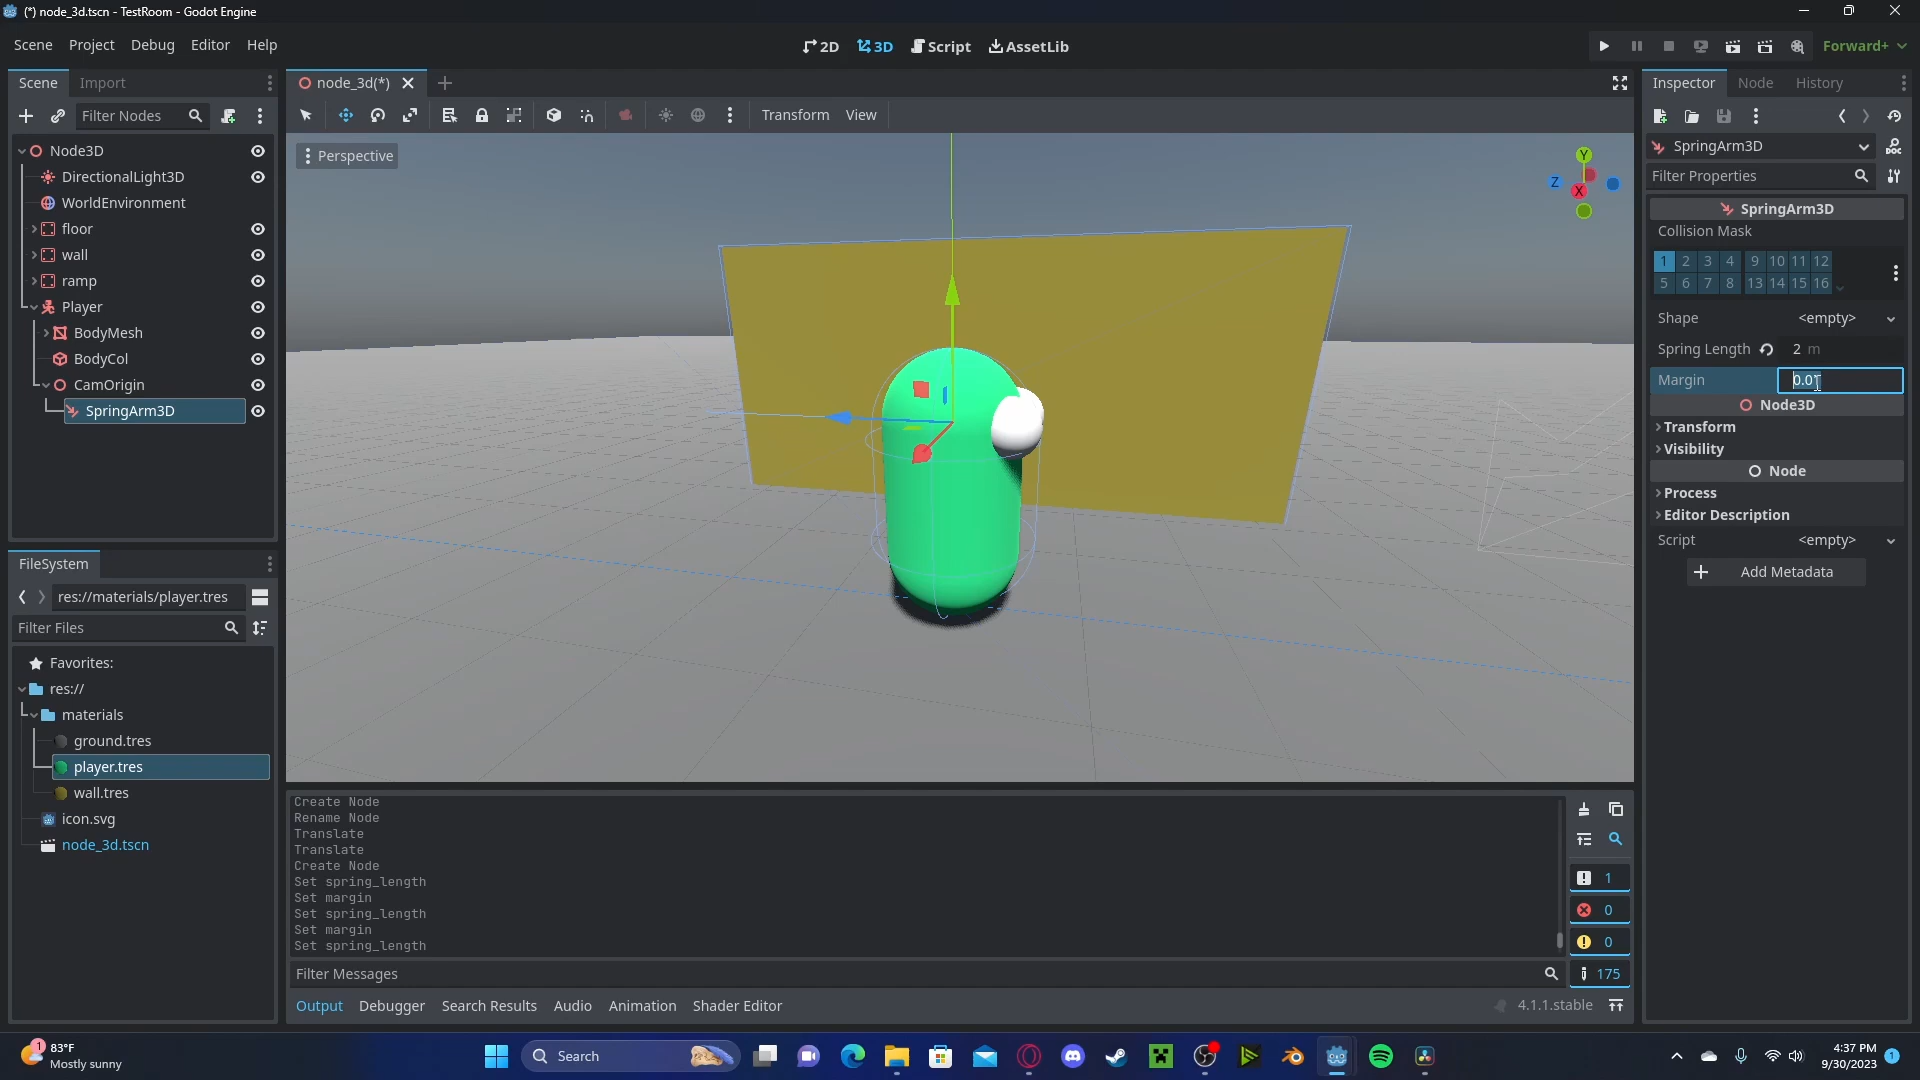 (*) node_3d.tscn - TestRoom - Godot Engine
Scene Project Debug Editor Help
2D 3D Script AssetLib
Forward+
Scene Import
node_3d(*)
Inspector Node History
Filter Nodes
Transform View
SpringArm3D
Filter Properties
Perspective
Y
Z
X
Node3D
DirectionalLight3D
WorldEnvironment
floor
wall
ramp
Player
BodyMesh
BodyCol
CamOrigin
SpringArm3D
SpringArm3D
Collision Mask
1 2 3 4 9 10 11 12
5 6 7 8 13 14 15 16
Shape <empty>
Spring Length 2 m
Margin 0.0
Node3D
Transform
Visibility
Node
Process
Editor Description
Script <empty>
Add Metadata
FileSystem
res://materials/player.tres
Filter Files
Favorites:
res://
materials
ground.tres
player.tres
wall.tres
icon.svg
node_3d.tscn
Create Node
Rename Node
Translate
Translate
Create Node
Set spring_length
Set margin
Set spring_length
Set margin
Set spring_length
1
0
0
175
Filter Messages
Output Debugger Search Results Audio Animation Shader Editor
4.1.1.stable
1
83°F
Mostly sunny
Search
4:37 PM
9/30/2023
1